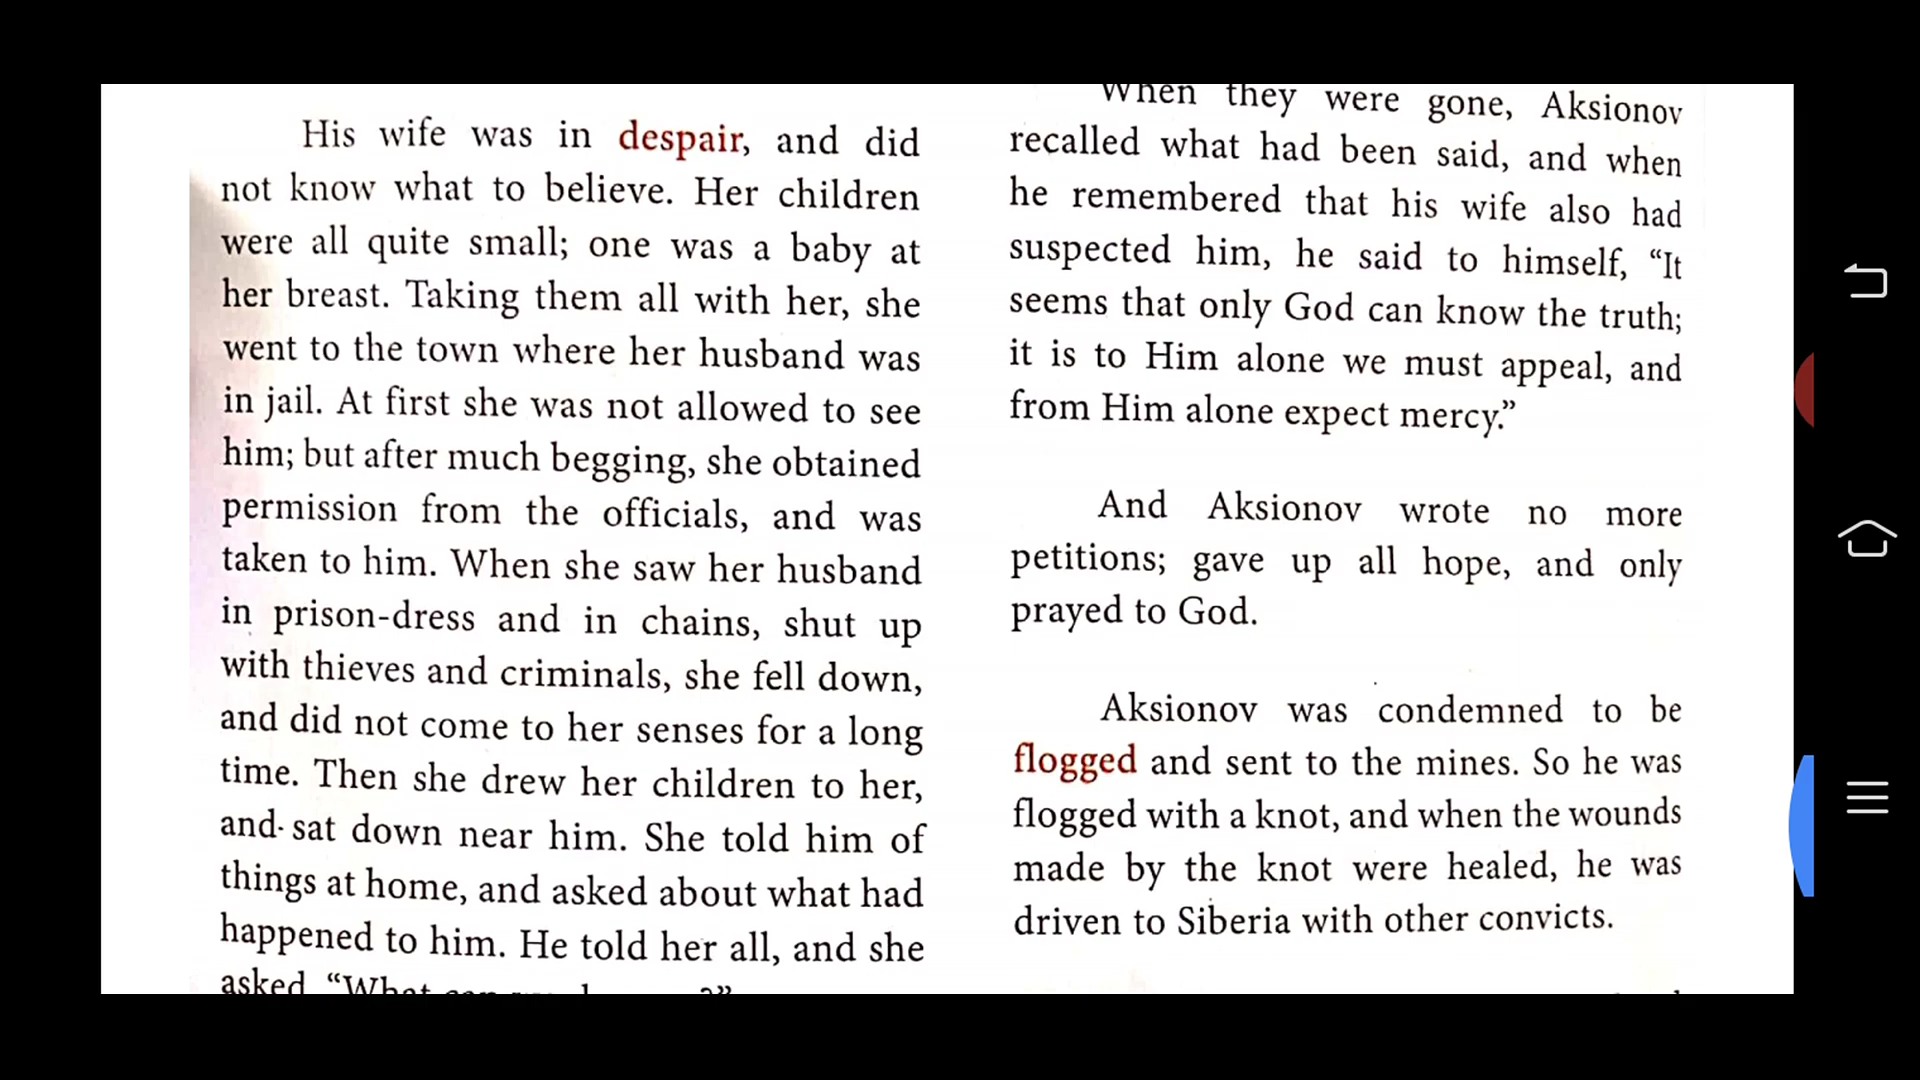 His wife was in despair, and did
not know what to believe. Her children
were all quite small; one was a baby at
her breast. Taking them all with her, she
went to the town where her husband was
in jail. At first she was not allowed to see
him; but after much begging, she obtained
permission from the officials, and was
taken to him. When she saw her husband
in prison-dress and in chains, shut up
with thieves and criminals, she fell down,
and did not come to her senses for a long
time. Then she drew her children to her,
and sat down near him. She told him of
things at home, and asked about what had
happened to him. He told her all, and she
asked, “What can we
When they were gone, Aksionov
recalled what had been said, and when
he remembered that his wife also had
suspected him, he said to himself, “It
seems that only God can know the truth;
it is to Him alone we must appeal, and
from Him alone expect mercy.”
And Aksionov wrote no more
petitions; gave up all hope, and only
prayed to God.
Aksionov was condemned to be
flogged and sent to the mines. So he was
flogged with a knot, and when the wounds
made by the knot were healed, he was
driven to Siberia with other convicts.